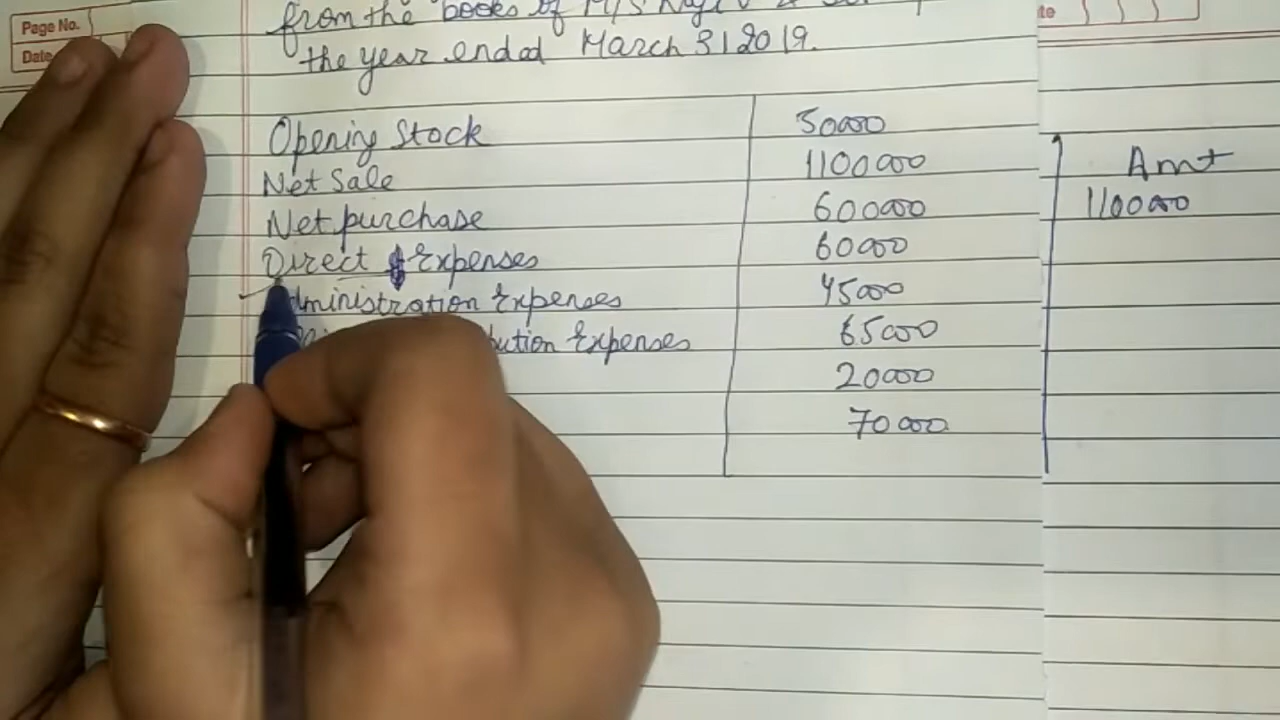 Page No.
Date
from the books of M/S
the year ended March 31 2019.
Opening Stock 50000
Net Sale 1100000
Net purchase 600000
Direct Expenses 60000
Administration Expenses 45000
Expenses 65000
20000
70000
te
Amt
1100000